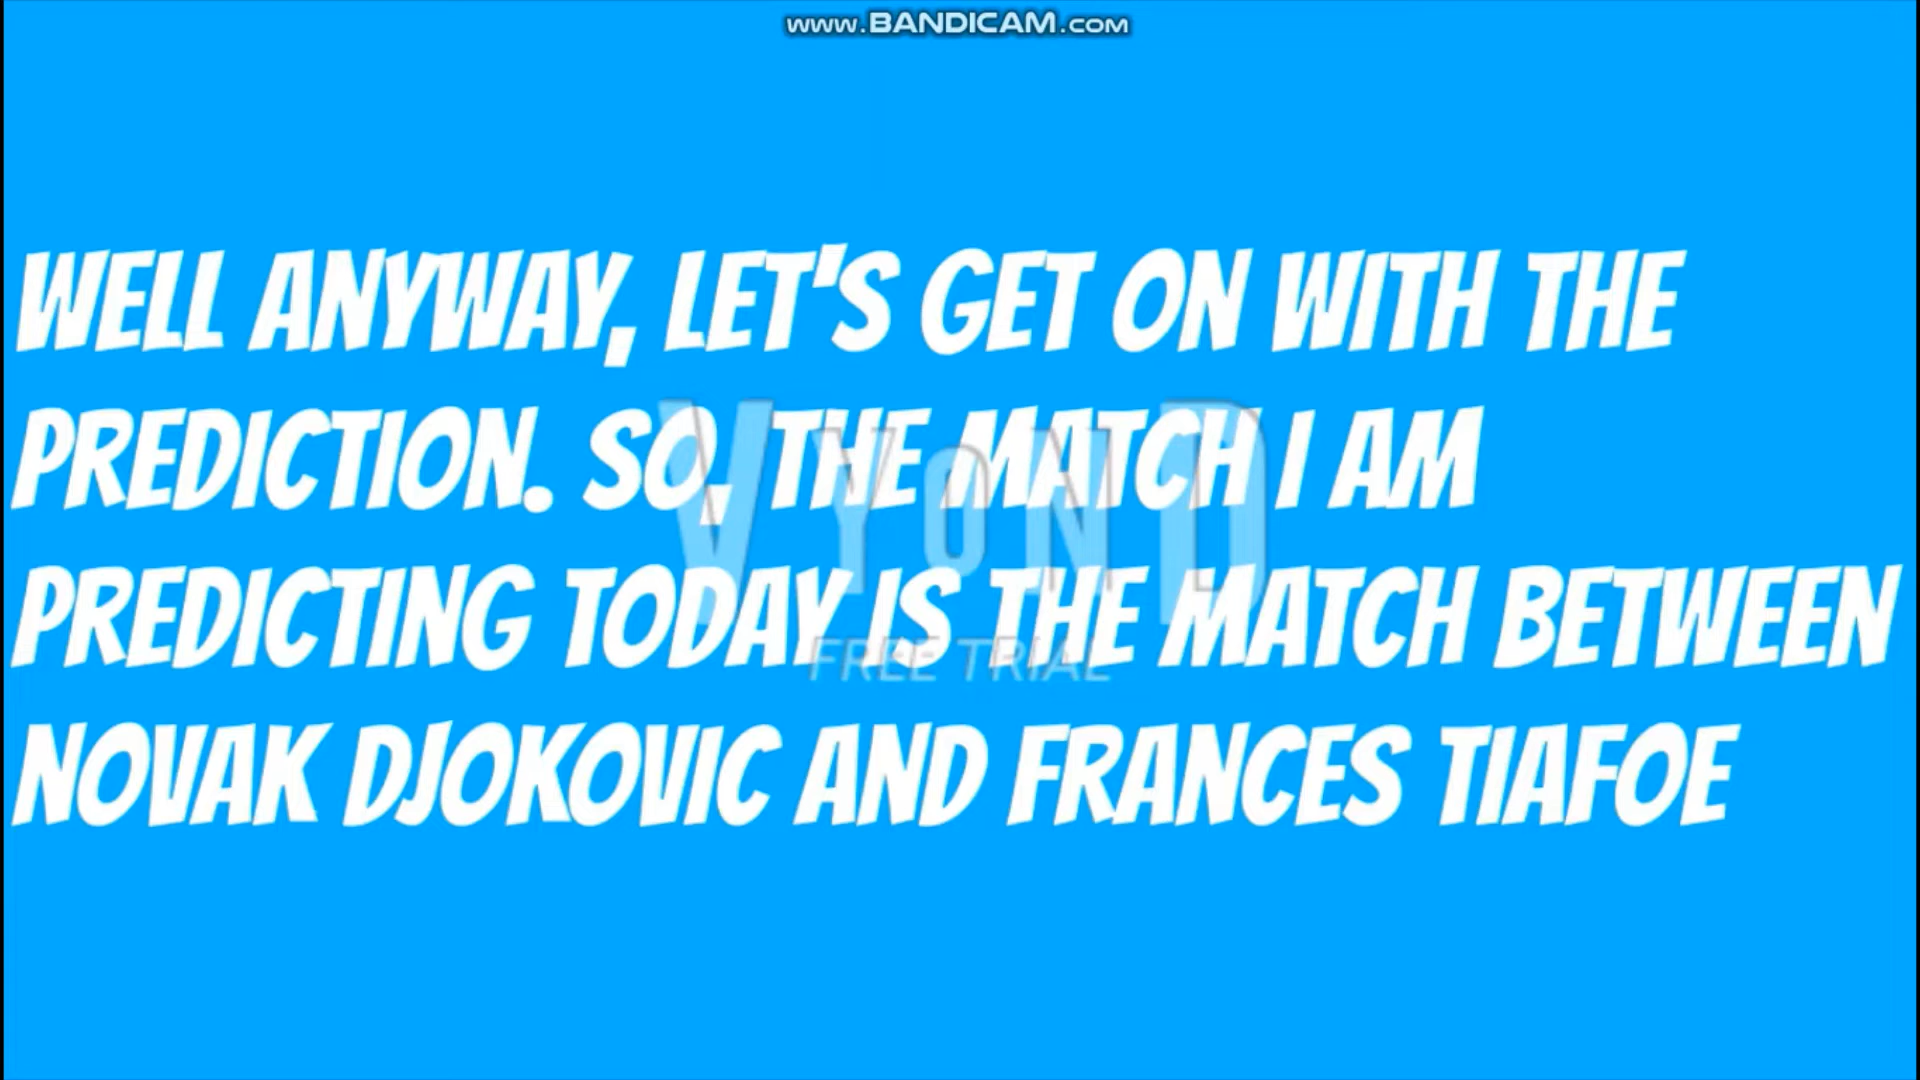 www.BANDICAM.com
WELL ANYWAY, LET'S GET ON WITH THE
PREDICTION. SO, THE MATCH I AM
PREDICTING TODAY IS THE MATCH BETWEEN
NOVAK DJOKOVIC AND FRANCES TIAFOE
VYOND
FREE TRIAL